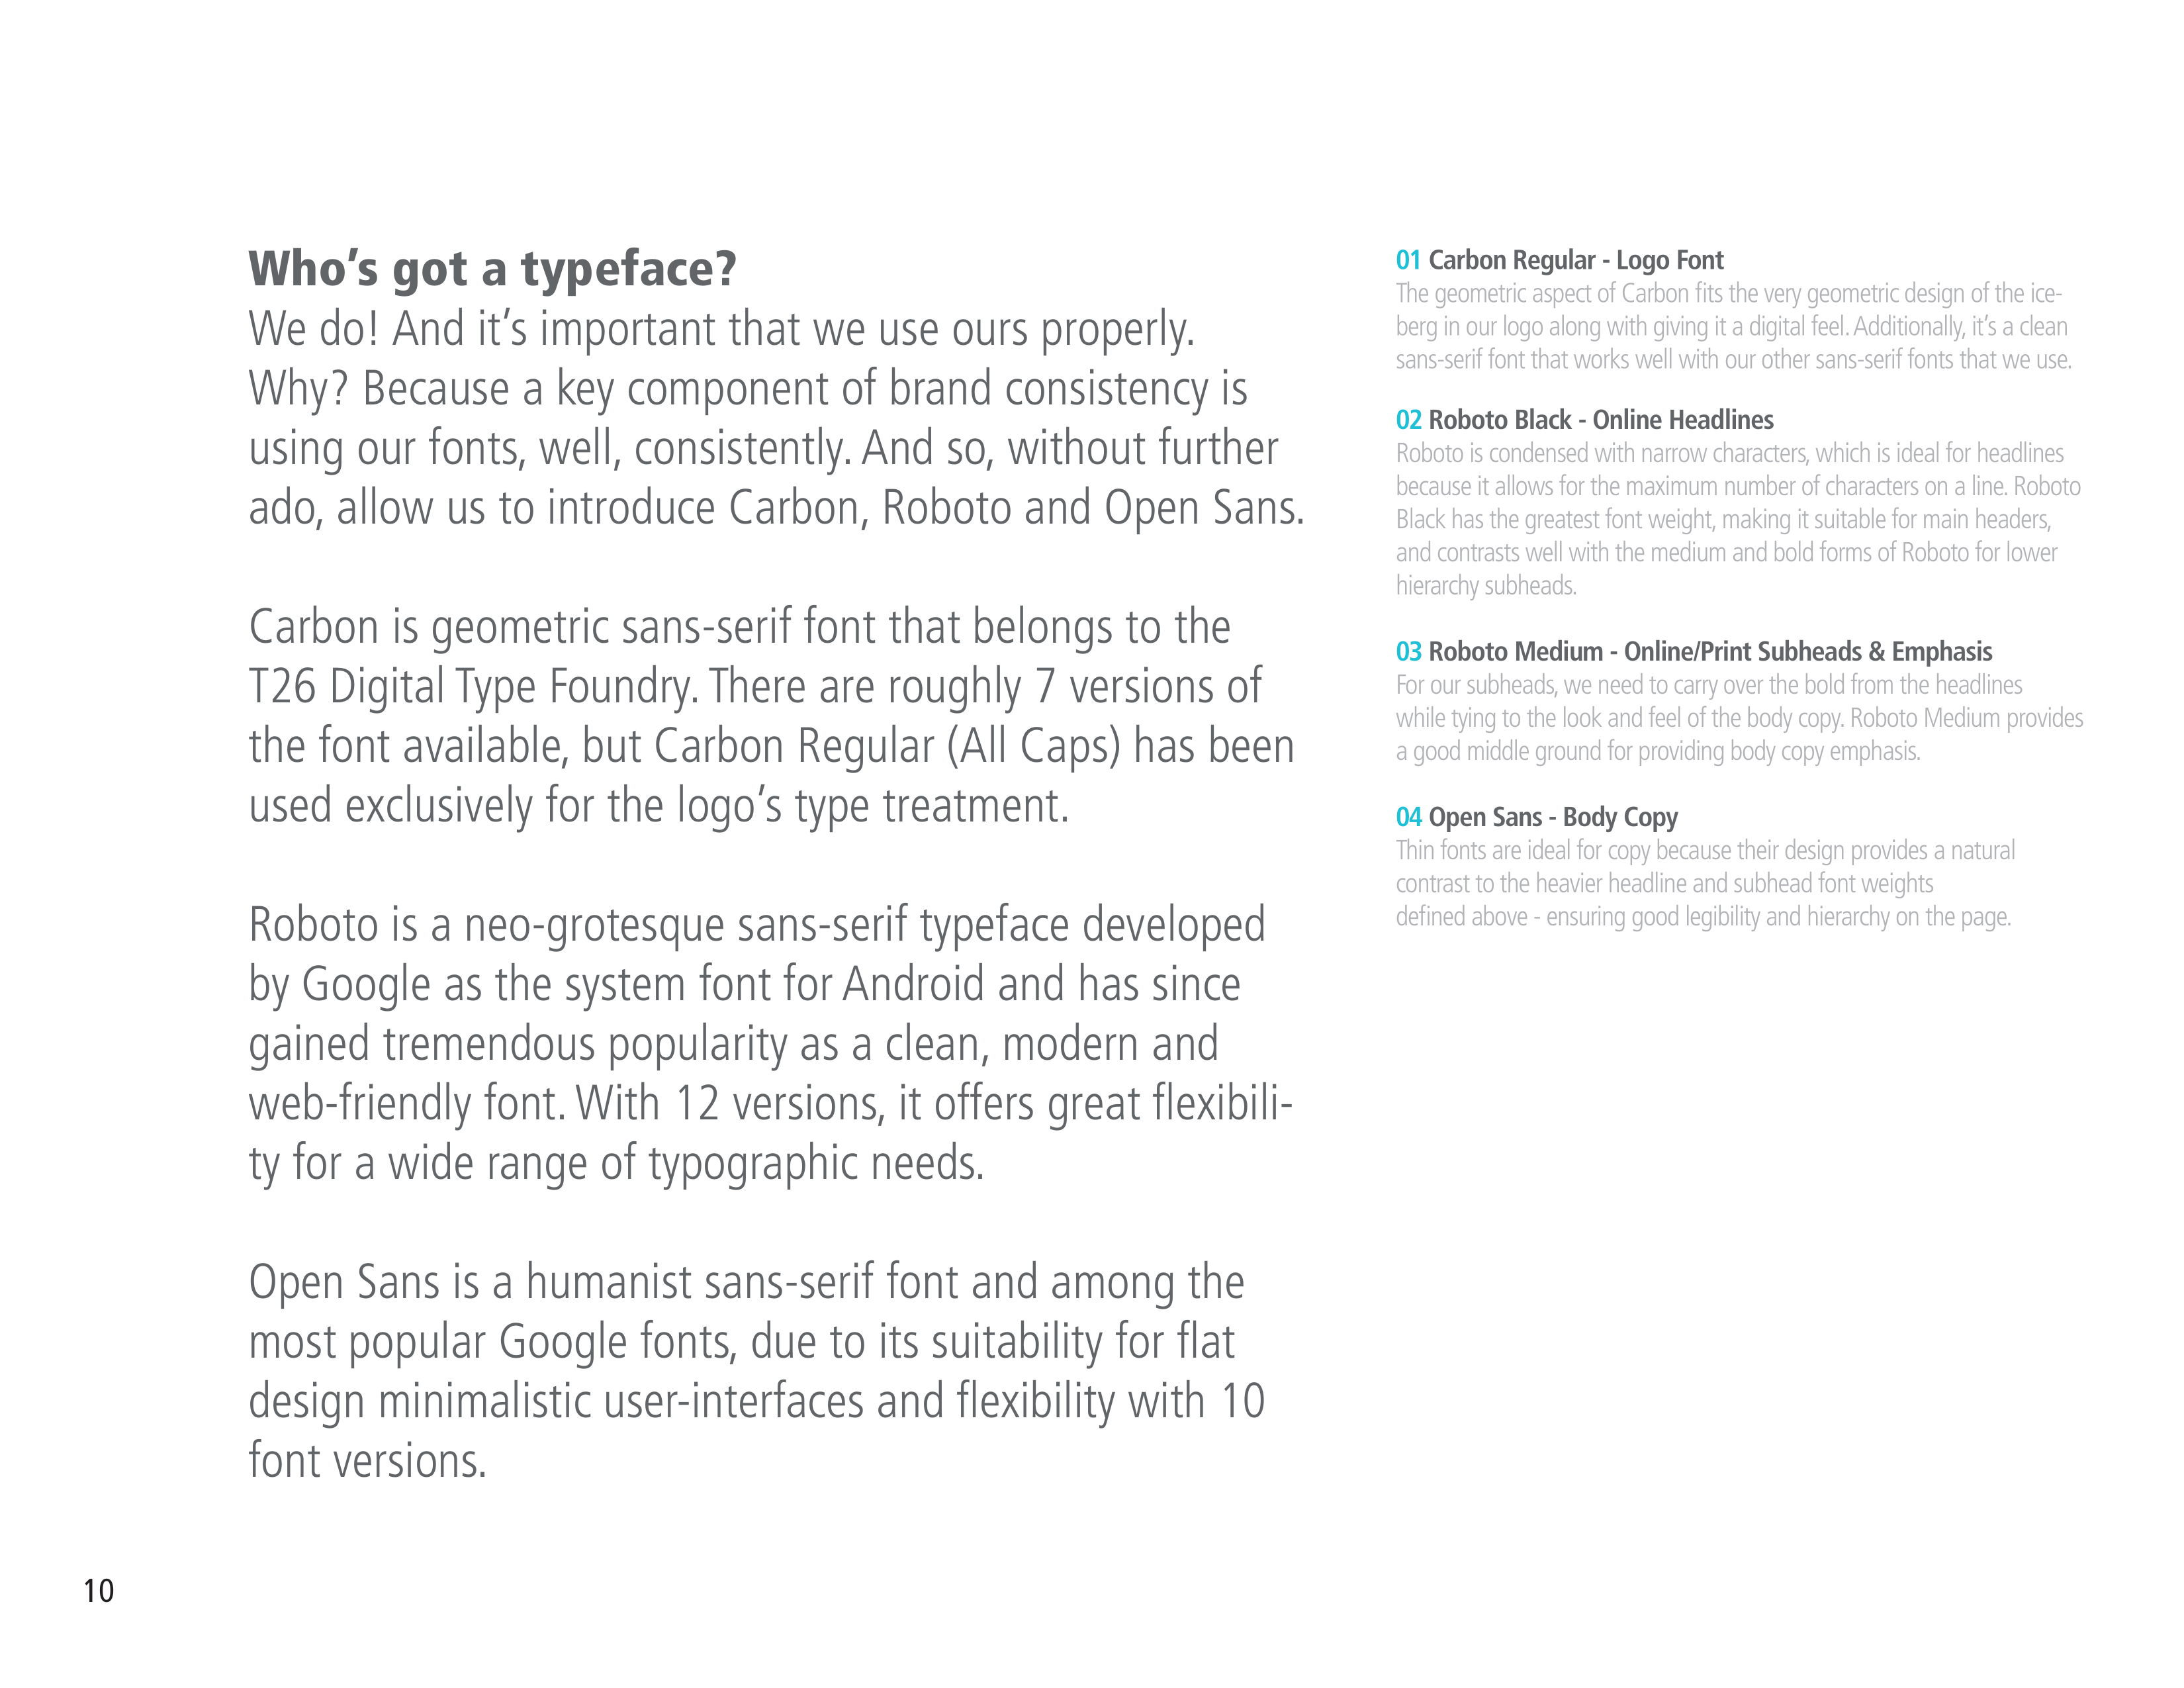 Who’s got a typeface?
We do! And it’s important that we use ours properly.
Why? Because a key component of brand consistency is
using our fonts, well, consistently. And so, without further
ado, allow us to introduce Carbon, Roboto and Open Sans.
Carbon is geometric sans-serif font that belongs to the
T26 Digital Type Foundry. There are roughly 7 versions of
the font available, but Carbon Regular (All Caps) has been
used exclusively for the logo’s type treatment.
Roboto is a neo-grotesque sans-serif typeface developed
by Google as the system font for Android and has since
gained tremendous popularity as a clean, modern and
web-friendly font. With 12 versions, it offers great flexibili-
ty for a wide range of typographic needs.
Open Sans is a humanist sans-serif font and among the
most popular Google fonts, due to its suitability for flat
design minimalistic user-interfaces and flexibility with 10
font versions.
01 Carbon Regular - Logo Font
The geometric aspect of Carbon fits the very geometric design of the ice-
berg in our logo along with giving it a digital feel. Additionally, it’s a clean
sans-serif font that works well with our other sans-serif fonts that we use.
02 Roboto Black - Online Headlines
Roboto is condensed with narrow characters, which is ideal for headlines
because it allows for the maximum number of characters on a line. Roboto
Black has the greatest font weight, making it suitable for main headers,
and contrasts well with the medium and bold forms of Roboto for lower
hierarchy subheads.
03 Roboto Medium - Online/Print Subheads & Emphasis
For our subheads, we need to carry over the bold from the headlines
while tying to the look and feel of the body copy. Roboto Medium provides
a good middle ground for providing body copy emphasis.
04 Open Sans - Body Copy
Thin fonts are ideal for copy because their design provides a natural
contrast to the heavier headline and subhead font weights
defined above - ensuring good legibility and hierarchy on the page.
10